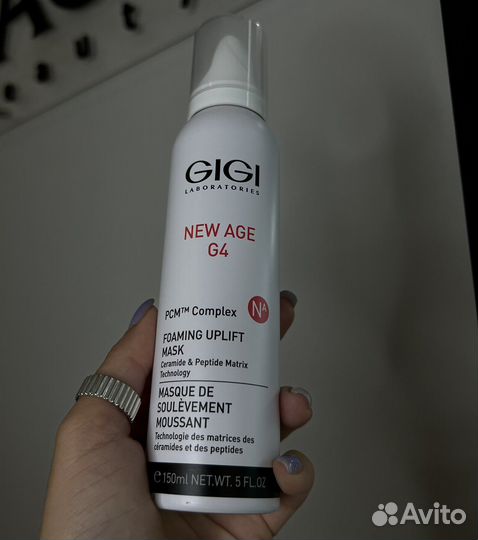 GIGI
LABORATORIES
NEW AGE
G4
PCM™ Complex
NA
FOAMING UPLIFT
MASK
Ceramide & Peptide Matrix
Technology
MASQUE DE
SOULÈVEMENT
MOUSSANT
Technologie des matrices des
céramides et des peptides
℮150ml NET.WT. 5 FL.OZ
Avito